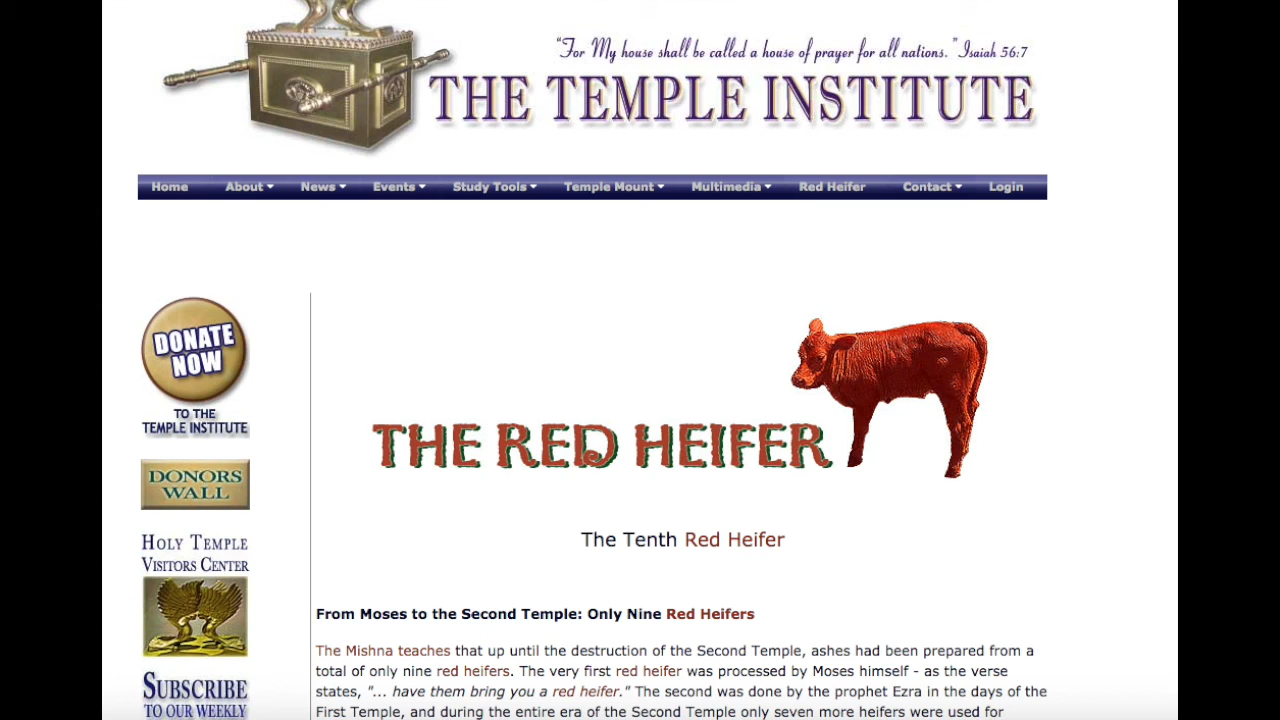 "For My house shall be called a house of prayer for all nations." Isaiah 56:7
THE TEMPLE INSTITUTE
Home About News Events Study Tools Temple Mount Multimedia Red Heifer Contact Login
DONATE
NOW
TO THE
TEMPLE INSTITUTE
DONORS
WALL
HOLY TEMPLE
VISITORS CENTER
SUBSCRIBE
TO OUR WEEKLY
THE RED HEIFER
The Tenth Red Heifer
From Moses to the Second Temple: Only Nine Red Heifers
The Mishna teaches that up until the destruction of the Second Temple, ashes had been prepared from a
total of only nine red heifers. The very first red heifer was processed by Moses himself - as the verse
states, "... have them bring you a red heifer." The second was done by the prophet Ezra in the days of the
First Temple, and during the entire era of the Second Temple only seven more heifers were used for